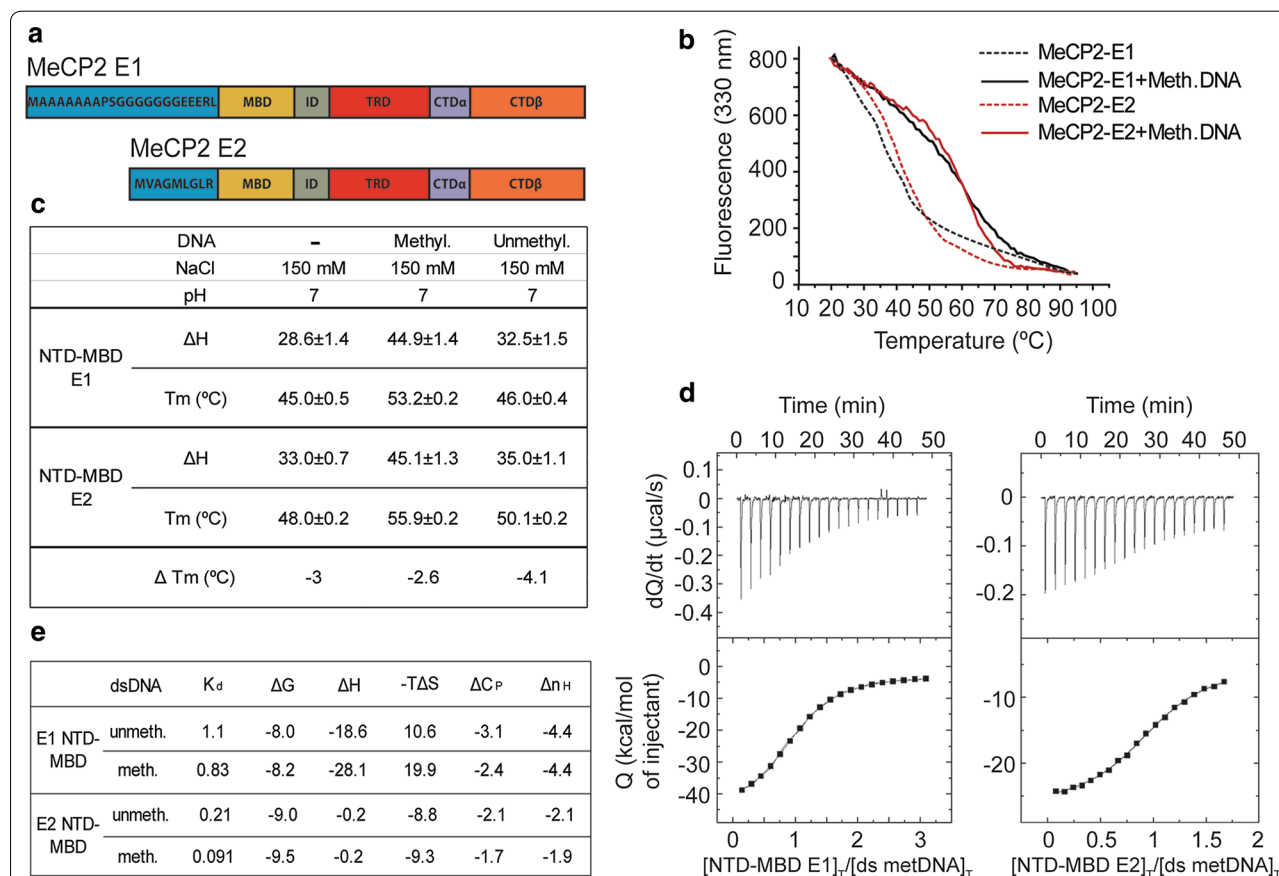 a
MeCP2 E1
MAAAAAAAPSGGGGGGGEEERL MBD ID TRD CTDα CTDβ
MeCP2 E2
MVAGMLGLR MBD ID TRD CTDα CTDβ
b
MeCP2-E1
MeCP2-E1+Meth.DNA
MeCP2-E2
MeCP2-E2+Meth.DNA
Fluorescence (330 nm)
800
600
400
200
0
10 20 30 40 50 60 70 80 90 100
Temperature (ºC)
c
DNA – Methyl. Unmethyl.
NaCl 150 mM 150 mM 150 mM
pH 7 7 7
NTD-MBD E1
ΔH 28.6±1.4 44.9±1.4 32.5±1.5
Tm (ºC) 45.0±0.5 53.2±0.2 46.0±0.4
NTD-MBD E2
ΔH 33.0±0.7 45.1±1.3 35.0±1.1
Tm (ºC) 48.0±0.2 55.9±0.2 50.1±0.2
Δ Tm (ºC) -3 -2.6 -4.1
d
Time (min)
0 10 20 30 40 50
dQ/dt (µcal/s)
0.1
0
-0.1
-0.2
-0.3
-0.4
Q (kcal/mol
of injectant)
0
-10
-20
-30
-40
0 1 2 3
[NTD-MBD E1]T/[ds metDNA]T
Time (min)
0 10 20 30 40 50
0
-0.1
-0.2
-10
-20
0 0.5 1 1.5 2
[NTD-MBD E2]T/[ds metDNA]T
e
dsDNA Kd ΔG ΔH -TΔS ΔCP ΔnH
E1 NTD-
MBD
unmeth. 1.1 -8.0 -18.6 10.6 -3.1 -4.4
meth. 0.83 -8.2 -28.1 19.9 -2.4 -4.4
E2 NTD-
MBD
unmeth. 0.21 -9.0 -0.2 -8.8 -2.1 -2.1
meth. 0.091 -9.5 -0.2 -9.3 -1.7 -1.9